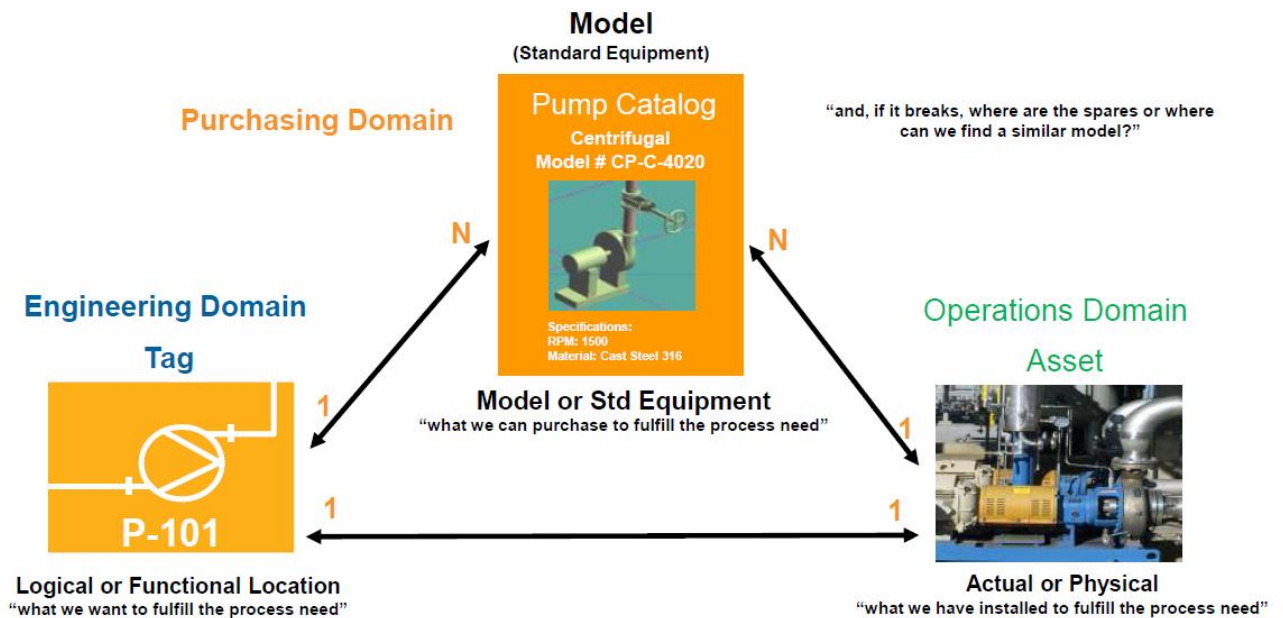 Model
(Standard Equipment)
Pump Catalog
Centrifugal
Model # CP-C-4020
Specifications:
RPM: 1500
Material: Cast Steel 316
Purchasing Domain
“and, if it breaks, where are the spares or where
can we find a similar model?”
N
N
Engineering Domain
Tag
Operations Domain
Asset
1
1
Model or Std Equipment
“what we can purchase to fulfill the process need”
P-101
1
1
Logical or Functional Location
“what we want to fulfill the process need”
Actual or Physical
“what we have installed to fulfill the process need”